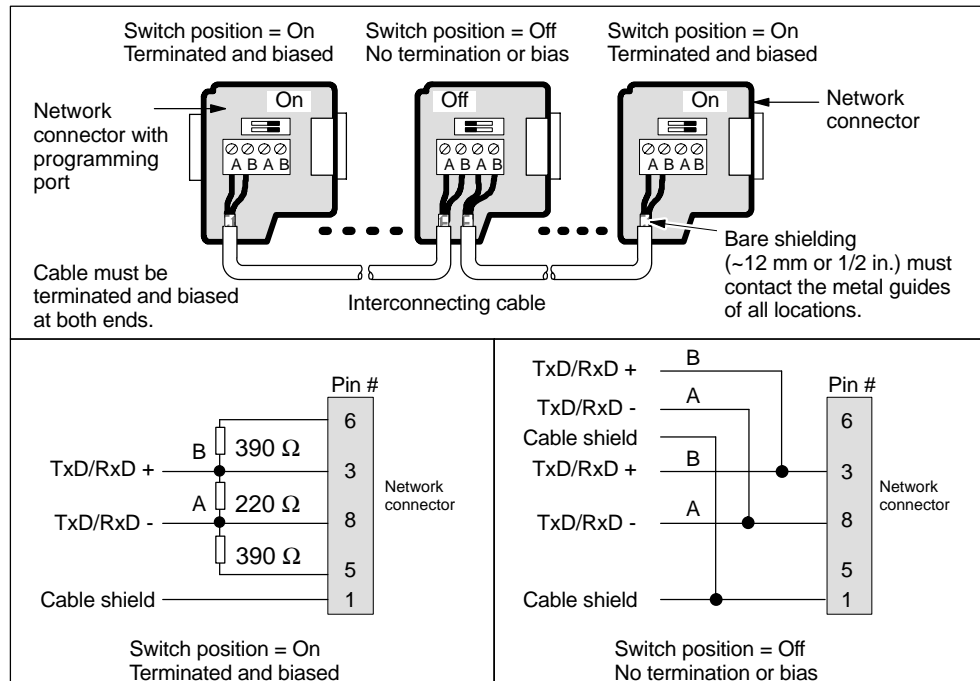 Switch position = On
Terminated and biased
Switch position = Off
No termination or bias
Switch position = On
Terminated and biased
Network
connector with
programming
port
On
A B A B
Off
A B A B
On
A B A B
Network
connector
Cable must be
terminated and biased
at both ends.
Interconnecting cable
Bare shielding
(~12 mm or 1/2 in.) must
contact the metal guides
of all locations.
Pin #
6
390 Ω
B
TxD/RxD +
3
A
220 Ω
Network
connector
TxD/RxD -
8
390 Ω
5
Cable shield
1
Switch position = On
Terminated and biased
TxD/RxD +
B
Pin #
TxD/RxD -
A
6
Cable shield
TxD/RxD +
B
3
Network
connector
TxD/RxD -
A
8
5
Cable shield
1
Switch position = Off
No termination or bias